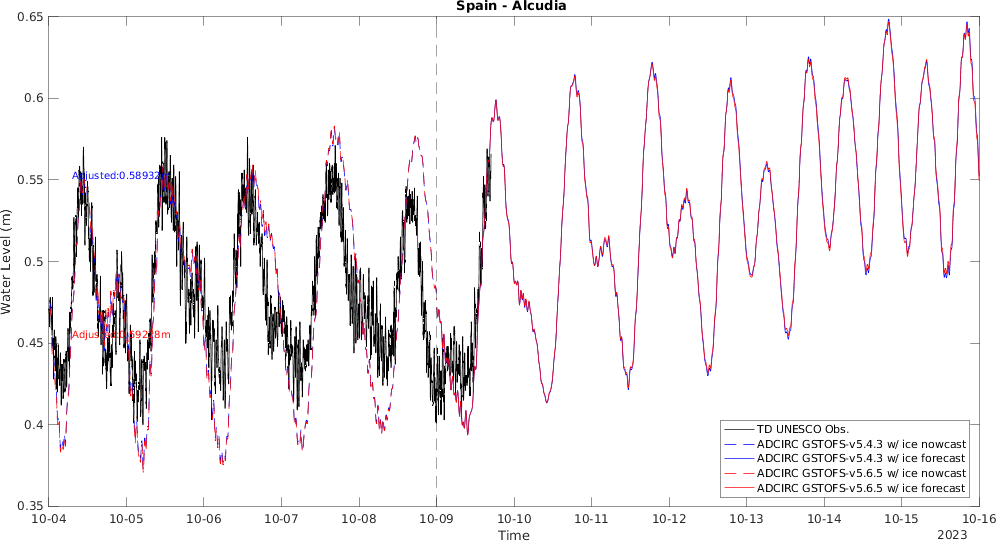 Spain - Alcudia
0.65
0.6
0.55
0.5
0.45
0.4
0.35
Water Level (m)
Adjusted:0.58932m
10-04
10-05
10-06
10-07
10-08
10-09
10-10
10-11
10-12
10-13
10-14
10-15
10-16
Time
2023
TD UNESCO Obs.
ADCIRC GSTOFS-v5.4.3 w/ ice nowcast
ADCIRC GSTOFS-v5.4.3 w/ ice forecast
ADCIRC GSTOFS-v5.6.5 w/ ice nowcast
ADCIRC GSTOFS-v5.6.5 w/ ice forecast